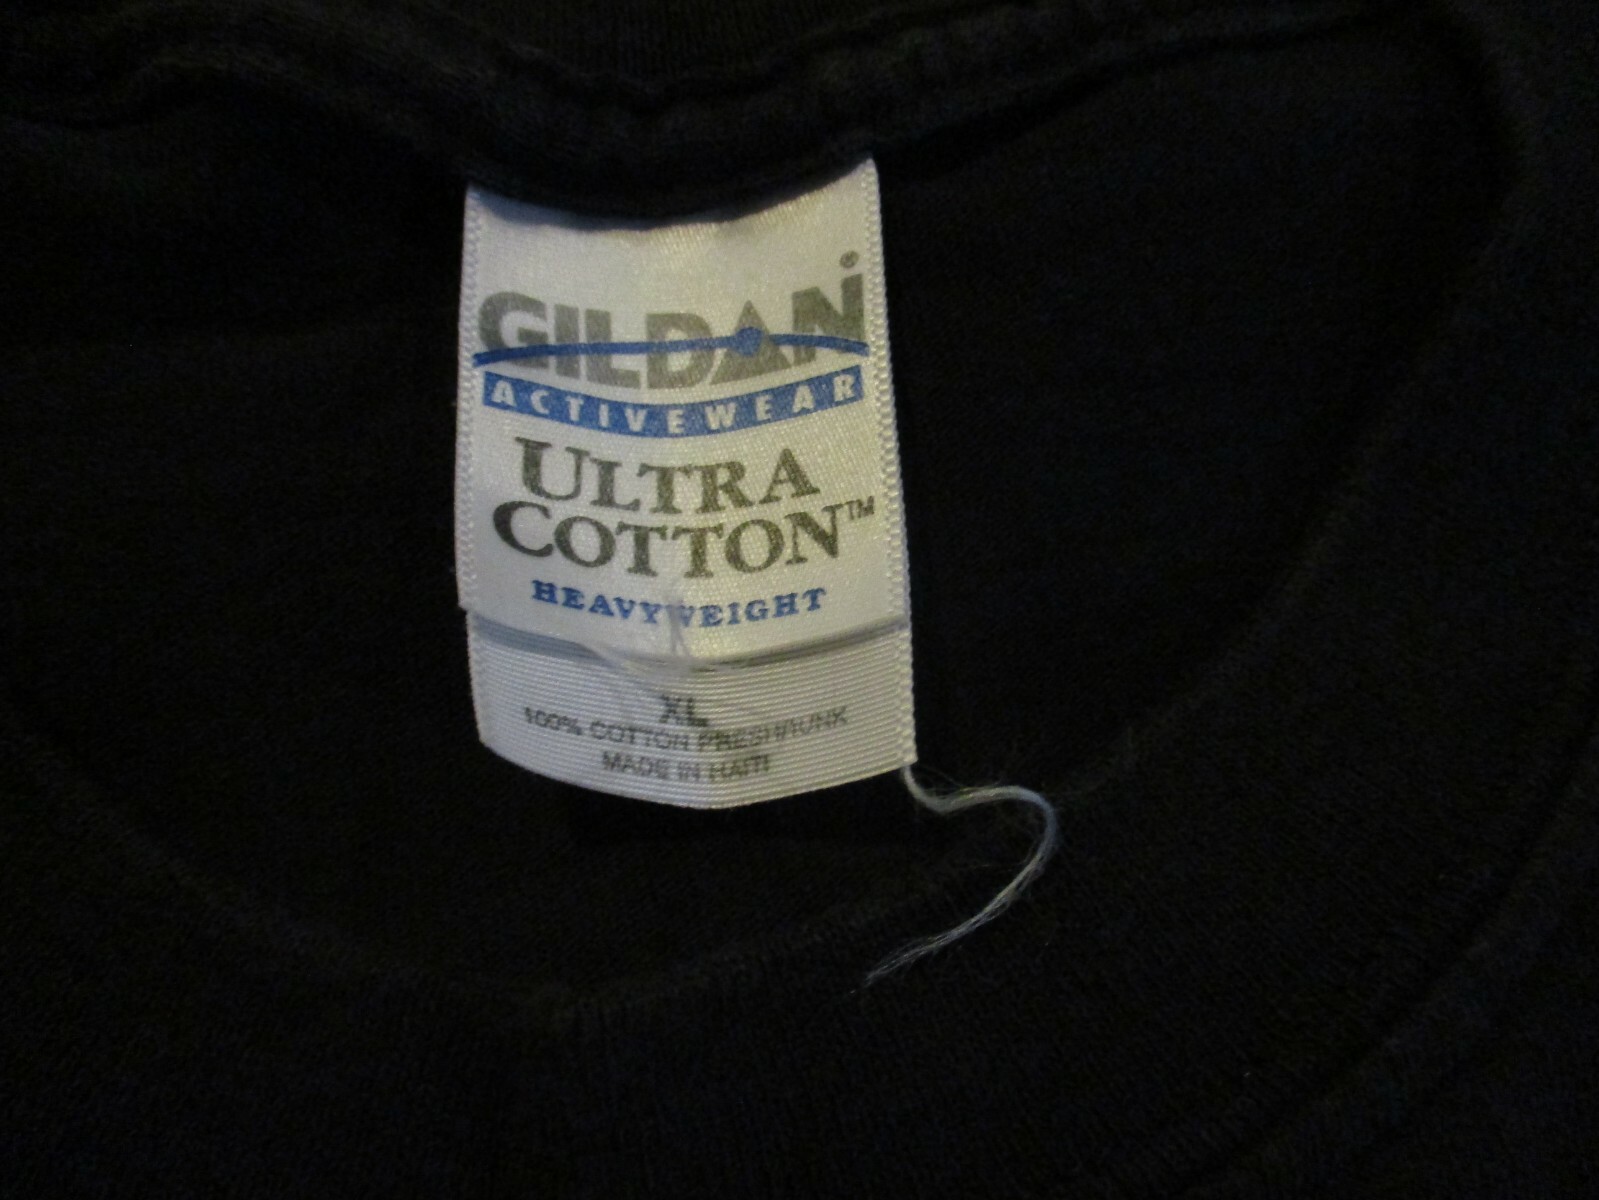 GILDAN®
ACTIVEWEAR
ULTRA
COTTON™
HEAVYWEIGHT
XL
100% COTTON PRESHRUNK
MADE IN HAITI